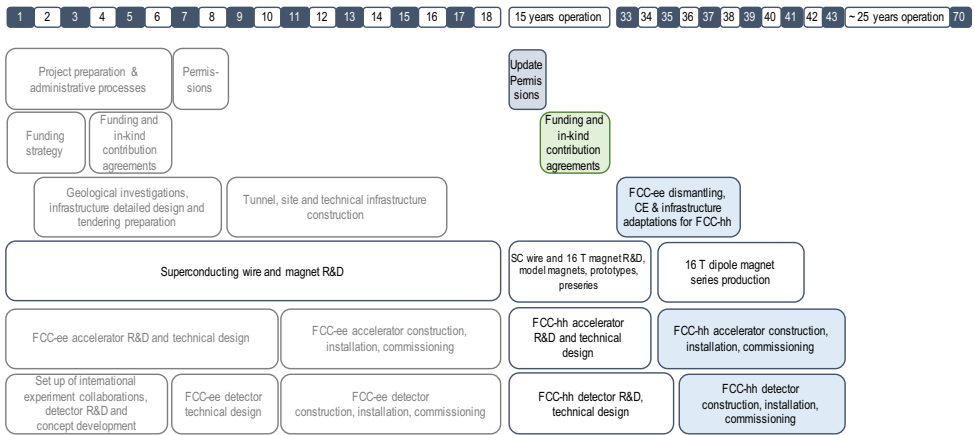 1 2 3 4 5 6 7 8 9 10 11 12 13 14 15 16 17 18 15 years operation 33 34 35 36 37 38 39 40 41 42 43 ~ 25 years operation 70
Project preparation &
administrative processes
Permis-
sions
Update
Permis
sions
Funding
strategy
Funding and
in-kind
contribution
agreements
Funding and
in-kind
contribution
agreements
Geological investigations,
infrastructure detailed design and
tendering preparation
Tunnel, site and technical infrastructure
construction
FCC-ee dismantling,
CE & infrastructure
adaptations for FCC-hh
Superconducting wire and magnet R&D
SC wire and 16 T magnet R&D,
model magnets, prototypes,
preseries
16 T dipole magnet
series production
FCC-ee accelerator R&D and technical design
FCC-ee accelerator construction,
installation, commissioning
FCC-hh accelerator
R&D and technical
design
FCC-hh accelerator construction,
installation, commissioning
Set up of international
experiment collaborations,
detector R&D and
concept development
FCC-ee detector
technical design
FCC-ee detector
construction, installation, commissioning
FCC-hh detector R&D,
technical design
FCC-hh detector
construction, installation,
commissioning